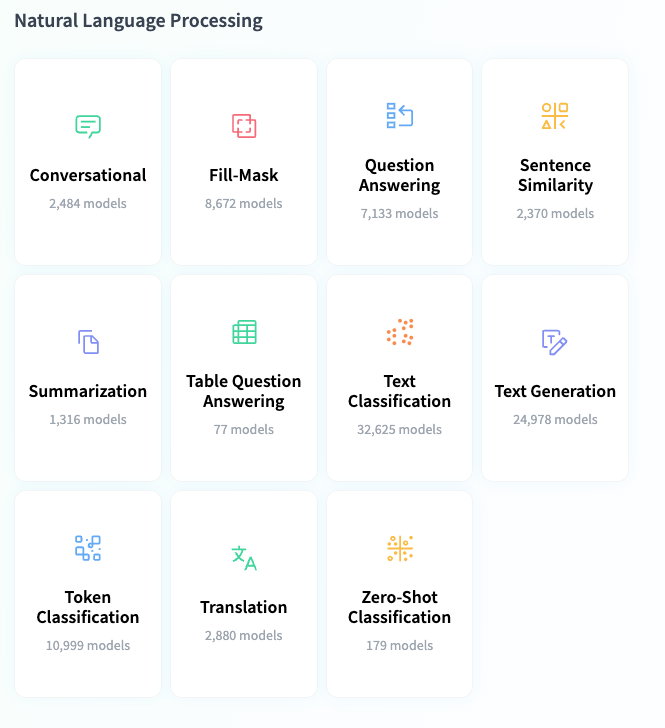 Natural Language Processing
Conversational
2,484 models
Fill-Mask
8,672 models
Question
Answering
7,133 models
Sentence
Similarity
2,370 models
Summarization
1,316 models
Table Question
Answering
77 models
Text
Classification
32,625 models
Text Generation
24,978 models
Token
Classification
10,999 models
Translation
2,880 models
Zero-Shot
Classification
179 models